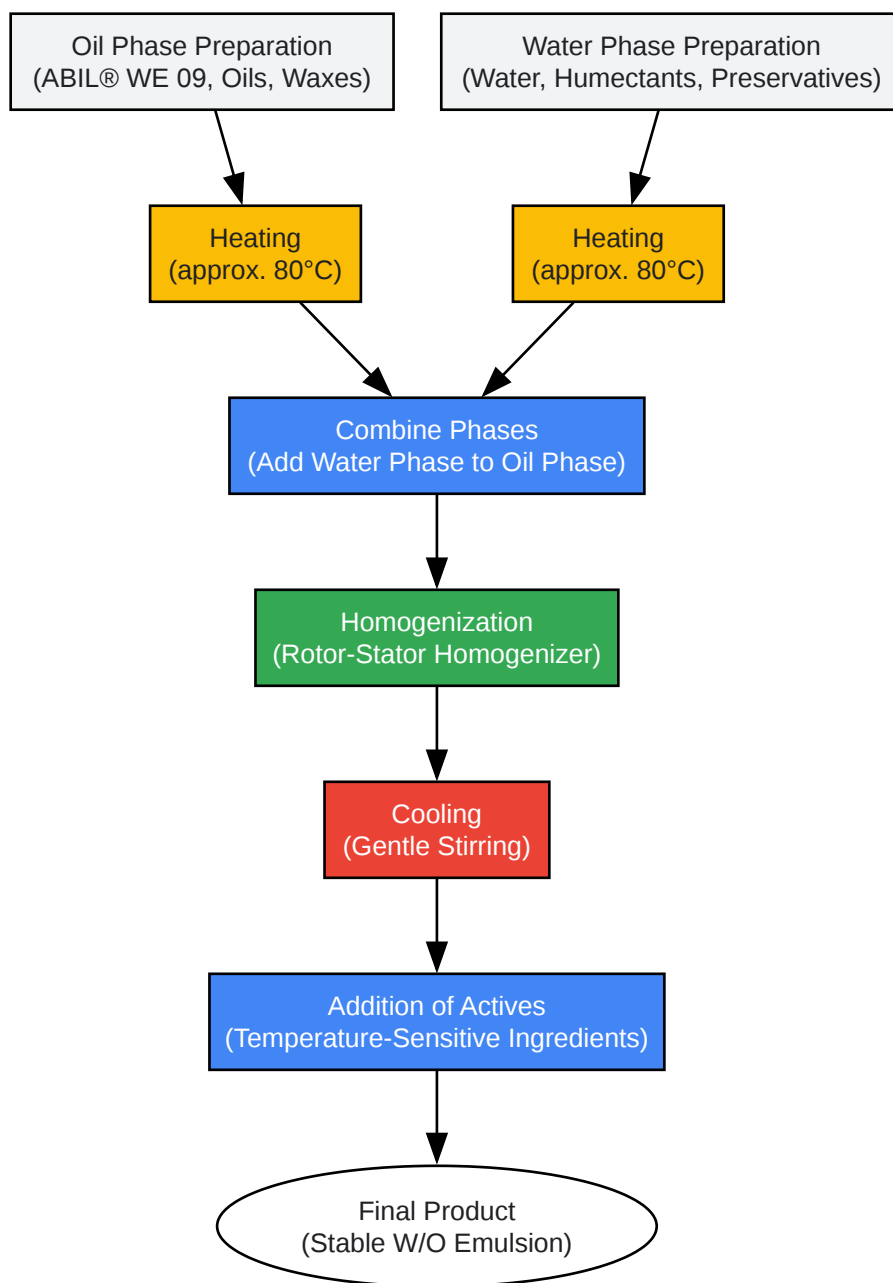 Oil Phase Preparation
(ABIL® WE 09, Oils, Waxes)
Water Phase Preparation
(Water, Humectants, Preservatives)
Heating
(approx. 80°C)
Heating
(approx. 80°C)
Combine Phases
(Add Water Phase to Oil Phase)
Homogenization
(Rotor-Stator Homogenizer)
Cooling
(Gentle Stirring)
Addition of Actives
(Temperature-Sensitive Ingredients)
Final Product
(Stable W/O Emulsion)